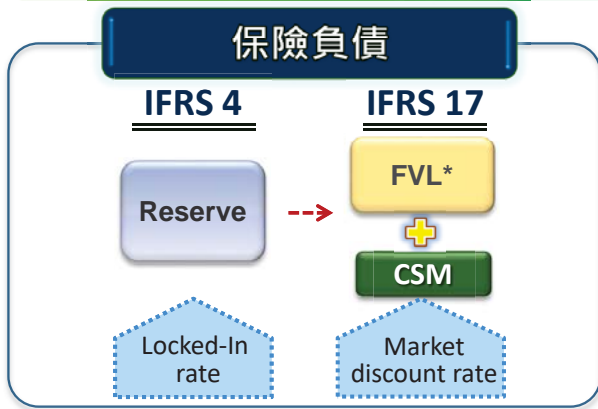 保險負債
IFRS 4
IFRS 17
Reserve
FVL*
CSM
Locked-In
rate
Market
discount rate